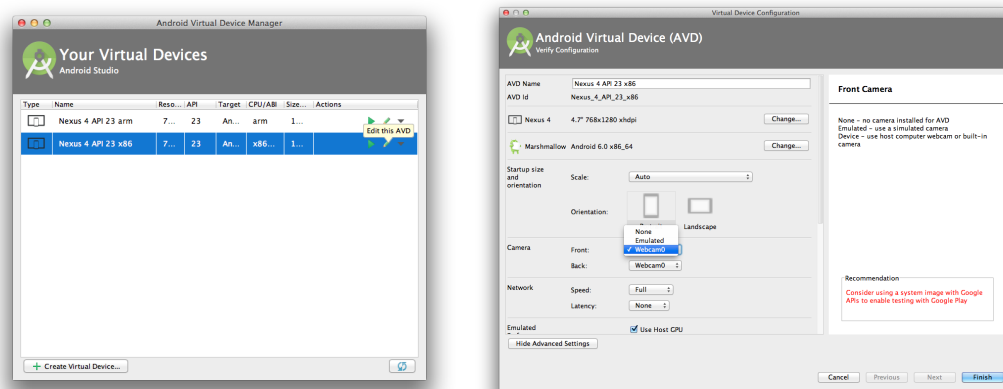 Android Virtual Device Manager
Your Virtual Devices
Android Studio
Type Name Reso... API Target CPU/ABI Size... Actions
Nexus 4 API 23 arm 7... 23 An... arm 1...
Edit this AVD
Nexus 4 API 23 x86 7... 23 An... x86... 1...
+ Create Virtual Device...
Virtual Device Configuration
Android Virtual Device (AVD)
Verify Configuration
AVD Name Nexus 4 API 23 x86
AVD Id Nexus_4_API_23_x86
Nexus 4 4.7" 768x1280 xhdpi Change...
Marshmallow Android 6.0 x86_64 Change...
Startup size
and
orientation
Scale: Auto
Orientation:
Landscape
None
Emulated
Camera Front: ✓ Webcam0
Back: Webcam0
Network Speed: Full
Latency: None
Emulated
Use Host GPU
Hide Advanced Settings
Front Camera
None - no camera installed for AVD
Emulated - use a simulated camera
Device - use host computer webcam or built-in
camera
Recommendation
Consider using a system image with Google
APIs to enable testing with Google Play
Cancel Previous Next Finish